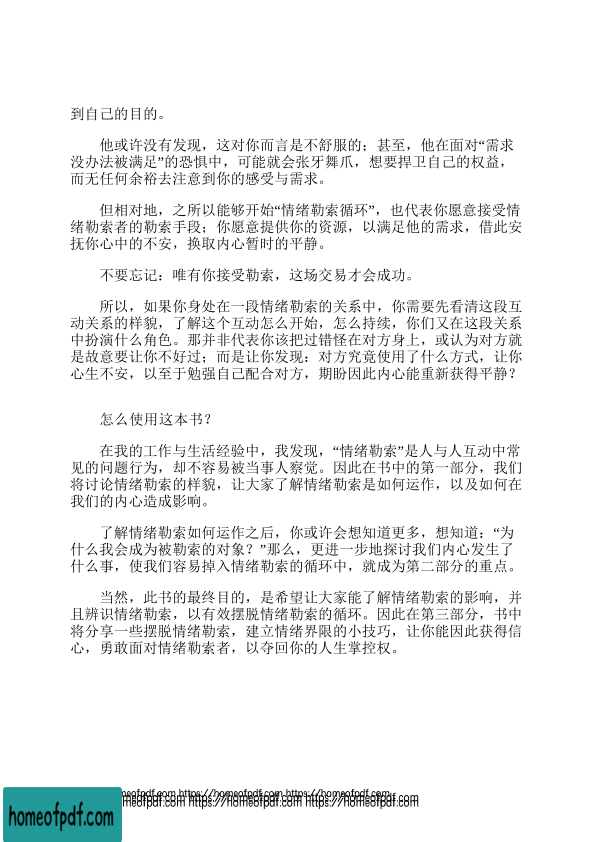 到自己的目的。
他或许没有发现，这对你而言是不舒服的；甚至，他在面对“需求
没办法被满足”的恐惧中，可能就会张牙舞爪，想要捍卫自己的权益，
而无任何余裕去注意到你的感受与需求。
但相对地，之所以能够开始“情绪勒索循环”，也代表你愿意接受情
绪勒索者的勒索手段；你愿意提供你的资源，以满足他的需求，借此安
抚你心中的不安，换取内心暂时的平静。
不要忘记：唯有你接受勒索，这场交易才会成功。
所以，如果你身处在一段情绪勒索的关系中，你需要先看清这段互
动关系的样貌，了解这个互动怎么开始，怎么持续，你们又在这段关系
中扮演什么角色。那并非代表你该把过错怪在对方身上，或认为对方就
是故意要让你不好过；而是让你发现：对方究竟使用了什么方式，让你
心生不安，以至于勉强自己配合对方，期盼因此内心能重新获得平静？
怎么使用这本书？
在我的工作与生活经验中，我发现，“情绪勒索”是人与人互动中常
见的问题行为，却不容易被当事人察觉。因此在书中的第一部分，我们
将讨论情绪勒索的样貌，让大家了解情绪勒索是如何运作，以及如何在
我们的内心造成影响。
了解情绪勒索如何运作之后，你或许会想知道更多，想知道：“为
什么我会成为被勒索的对象？”那么，更进一步地探讨我们内心发生了
什么事，使我们容易掉入情绪勒索的循环中，就成为第二部分的重点。
当然，此书的最终目的，是希望让大家能了解情绪勒索的影响，并
且辨识情绪勒索，以有效摆脱情绪勒索的循环。因此在第三部分，书中
将分享一些摆脱情绪勒索，建立情绪界限的小技巧，让你能因此获得信
心，勇敢面对情绪勒索者，以夺回你的人生掌控权。
homeofpdf.com https://homeofpdf.com https://homeofpdf.com
homeofpdf.com https://homeofpdf.com https://homeofpdf.com
homeofpdf.com